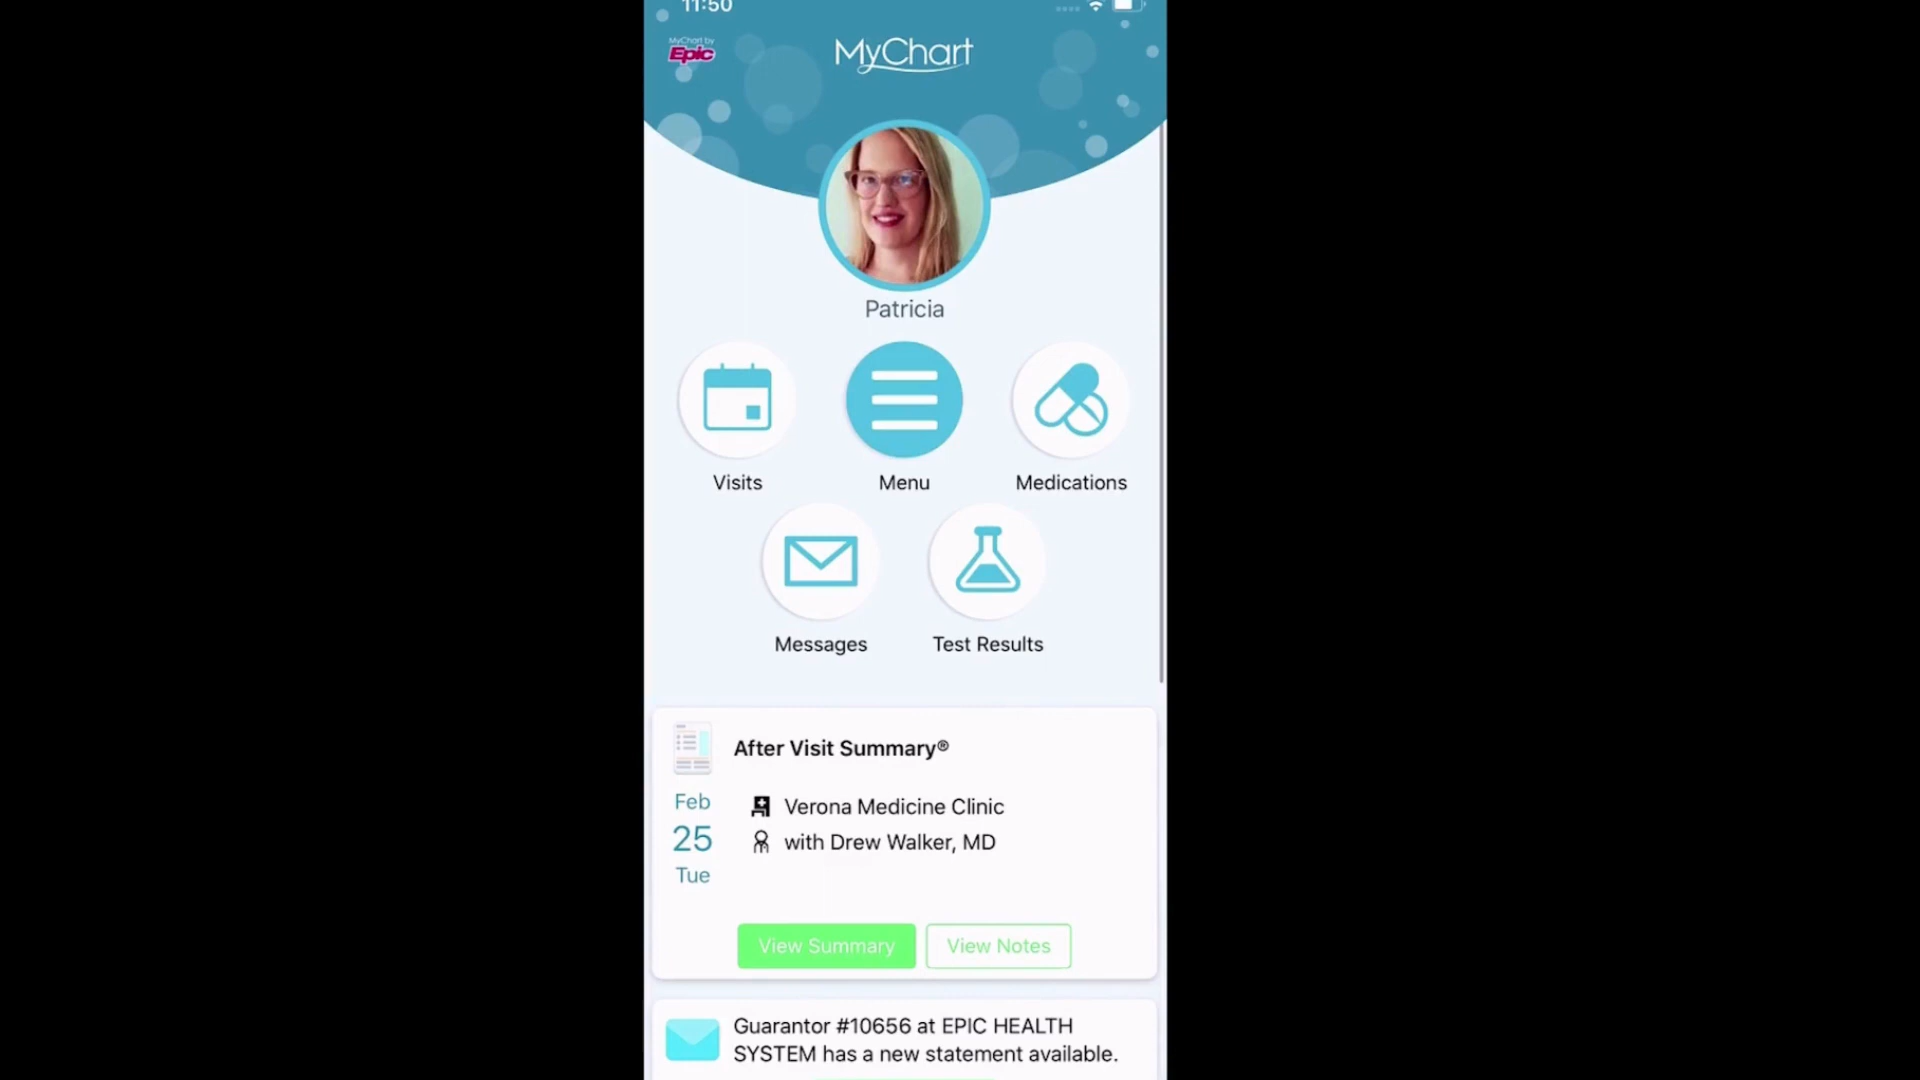 11:50
MyChart by
Epic
MyChart
Patricia
Visits
Menu
Medications
Messages
Test Results
After Visit Summary®
Feb
25
Tue
Verona Medicine Clinic
with Drew Walker, MD
View Summary
View Notes
Guarantor #10656 at EPIC HEALTH
SYSTEM has a new statement available.